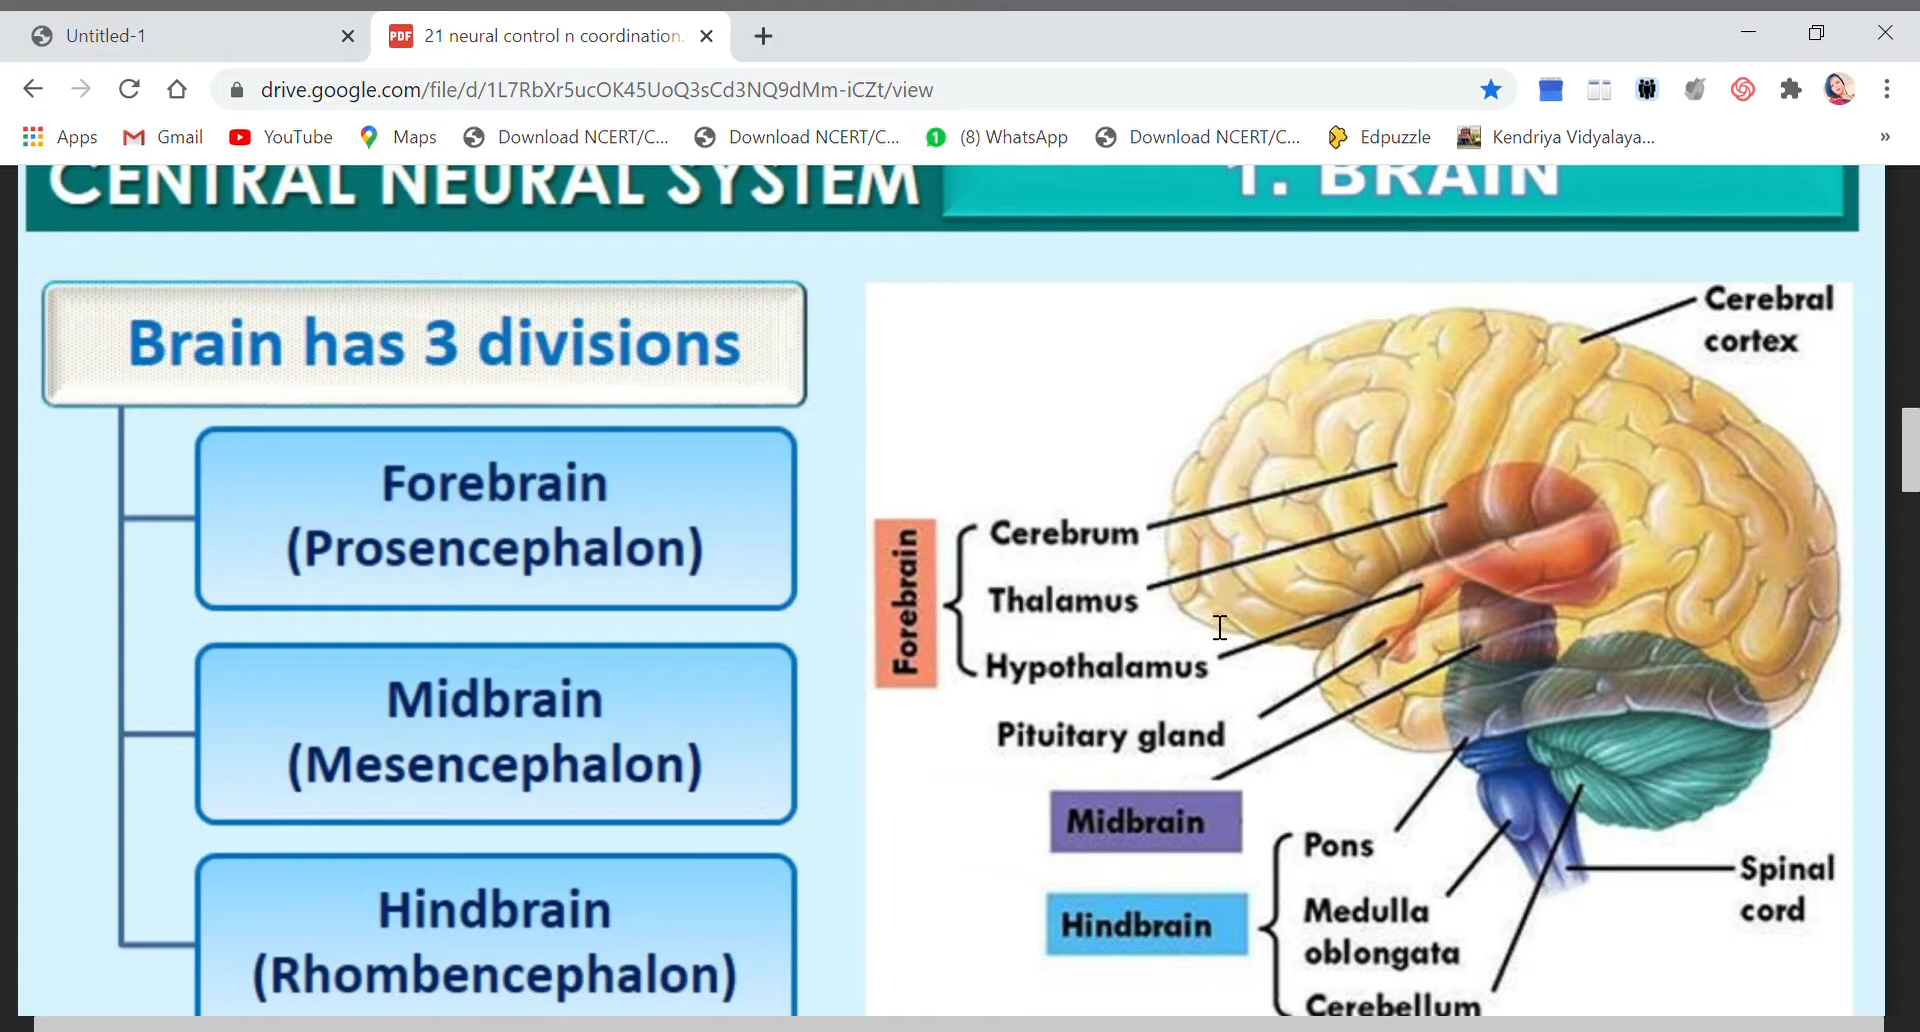 Untitled-1
PDF
21 neural control n coordination.
drive.google.com/file/d/1L7RbXr5ucOK45UoQ3sCd3NQ9dMm-iCZt/view
Apps
Gmail
YouTube
Maps
Download NCERT/C...
Download NCERT/C...
1
(8) WhatsApp
Download NCERT/C...
Edpuzzle
Kendriya Vidyalaya...
»
CENTRAL NEURAL SYSTEM
1. BRAIN
Brain has 3 divisions
Forebrain
(Prosencephalon)
Midbrain
(Mesencephalon)
Hindbrain
(Rhombencephalon)
Cerebral
cortex
Forebrain
Cerebrum
Thalamus
Hypothalamus
Pituitary gland
Midbrain
Hindbrain
Pons
Medulla
oblongata
Cerebellum
Spinal
cord